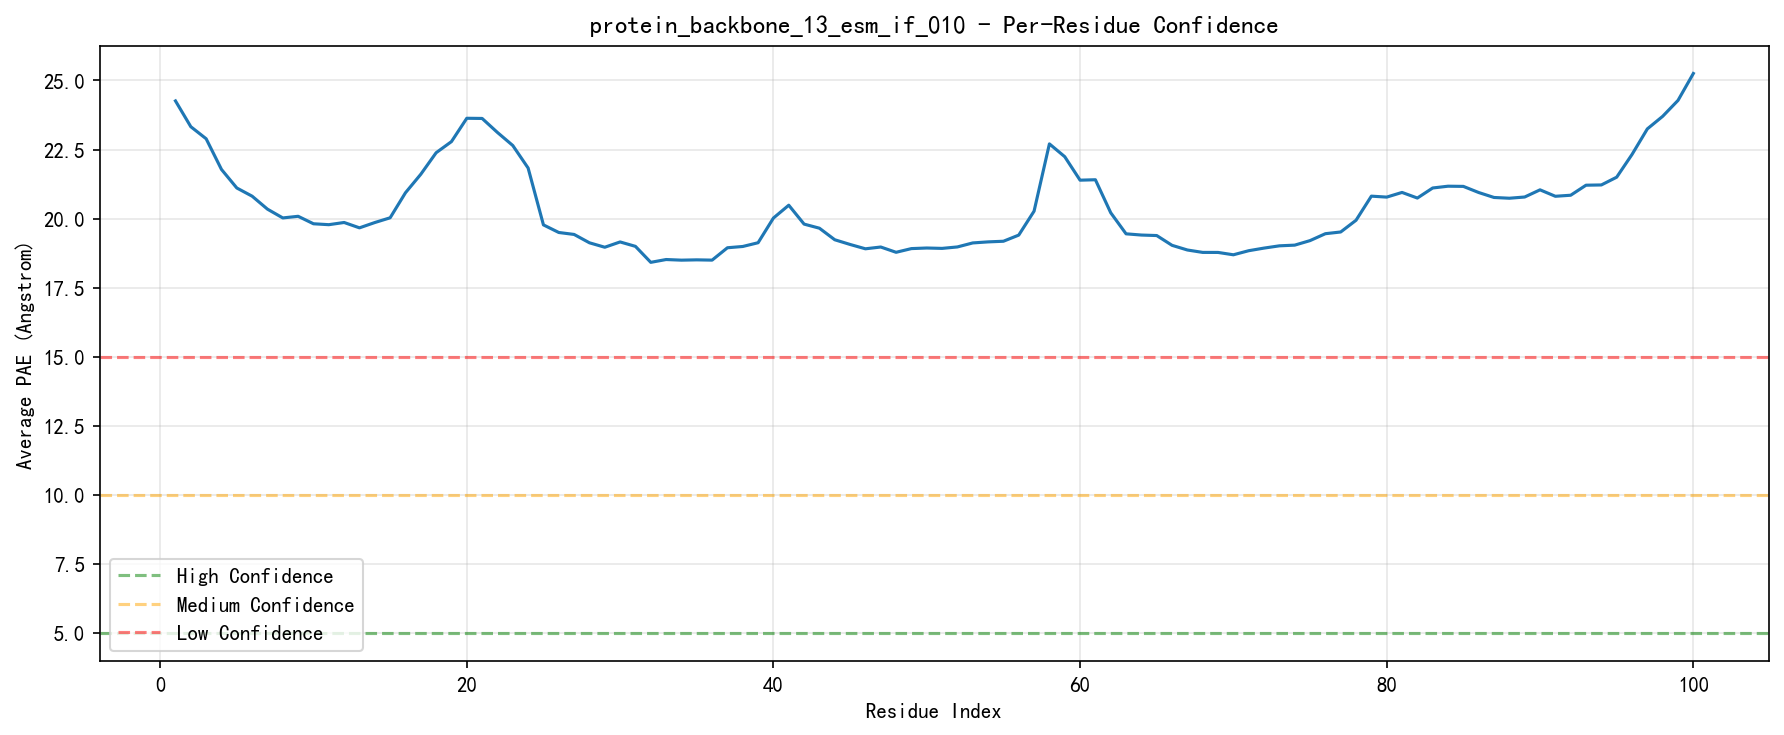 protein_backbone_13_esm_if_010 - Per-Residue Confidence
25.0
22.5
20.0
17.5
15.0
12.5
10.0
7.5
5.0
Average PAE (Angstrom)
High Confidence
Medium Confidence
Low Confidence
0 20 40 60 80 100
Residue Index